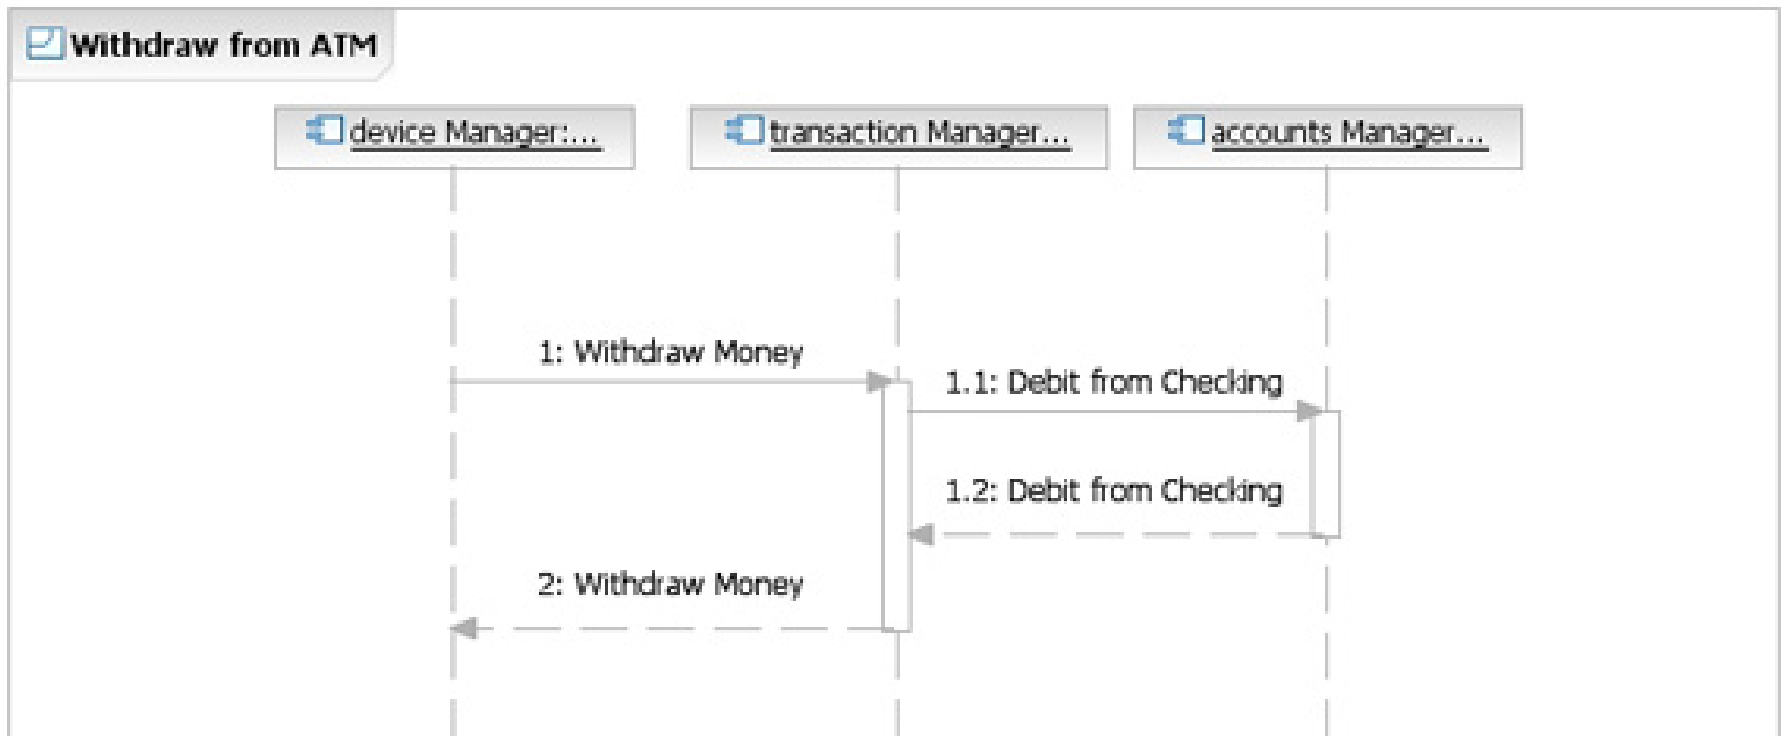 Withdraw from ATM
device Manager:...
transaction Manager...
accounts Manager...
1: Withdraw Money
1.1: Debit from Checking
1.2: Debit from Checking
2: Withdraw Money